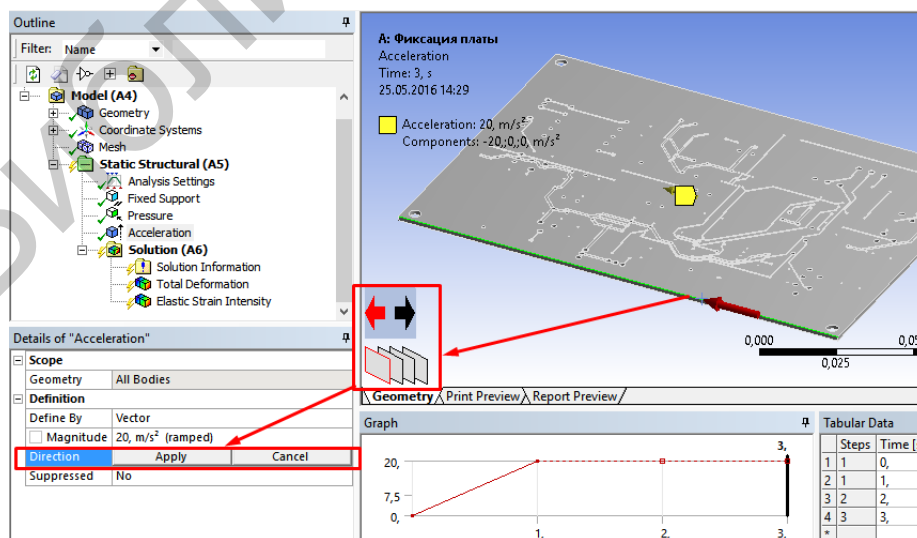 Outline
Filter: Name
Model (A4)
Geometry
Coordinate Systems
Mesh
Static Structural (A5)
Analysis Settings
Fixed Support
Pressure
Acceleration
Solution (A6)
Solution Information
Total Deformation
Elastic Strain Intensity
Details of "Acceleration"
Scope
Geometry All Bodies
Definition
Define By Vector
Magnitude 20, m/s² (ramped)
Direction Apply Cancel
Suppressed No
A: Фиксация платы
Acceleration
Time: 3, s
25.05.2016 14:29
Acceleration: 20, m/s²
Components: -20,;0,;0, m/s²
0,000
0,025
Geometry Print Preview Report Preview
Graph
3,
20,
7,5
0,
1, 2, 3,
Tabular Data
Steps Time [
1 1 0,
2 1 1,
3 2 2,
4 3 3,
*